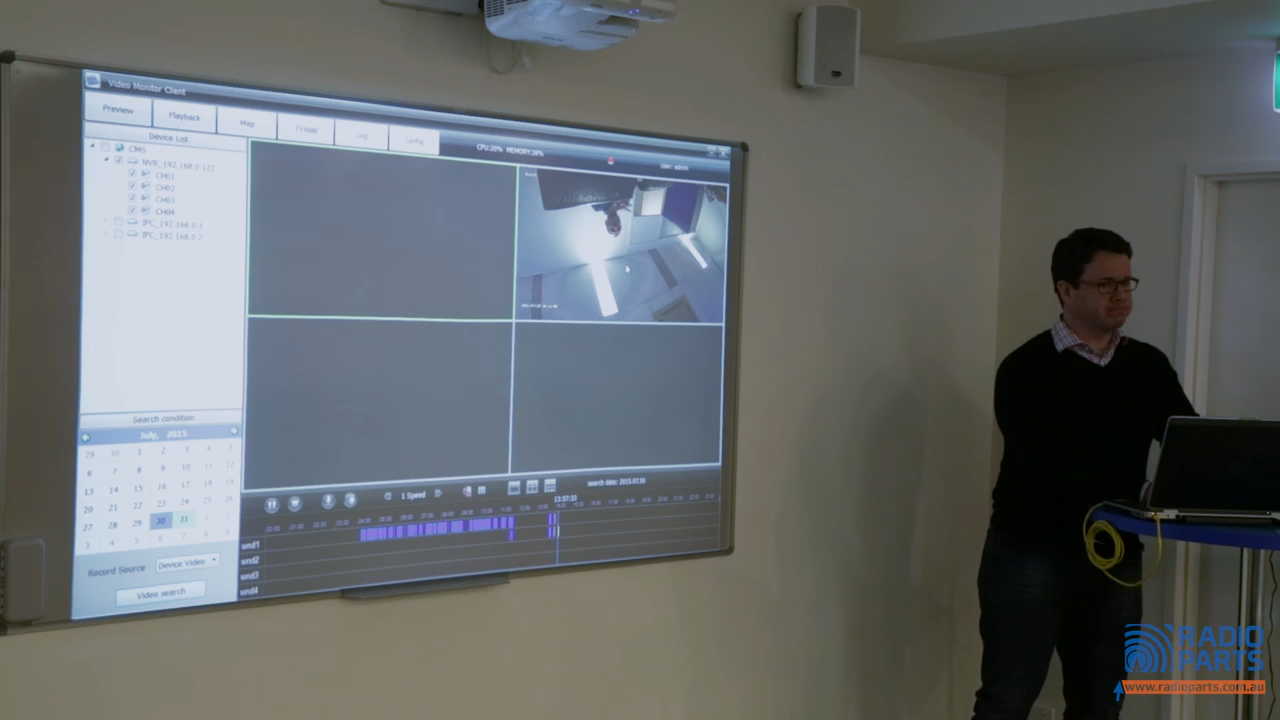 Video Monitor Client
Preview Playback Map TVWall Log Config
CPU:20% MEMORY:38%
User: admin
Device List
CMS
NVR_192.168.0.122
CH01
CH02
CH03
CH04
IPC_192.168.0.3
IPC_192.168.0.2
Search condition
July, 2015
29 30 1 2 3 4 5
6 7 8 9 10 11 12
13 14 15 16 17 18 19
20 21 22 23 24 25 26
27 28 29 30 31 1 2
3 4 5 6 7 8 9
Record Source Device Video
Video search
1 Speed
search date: 2015.07.30
13:57:33
wnd1
wnd2
wnd3
wnd4
RADIO
PARTS
www.radioparts.com.au